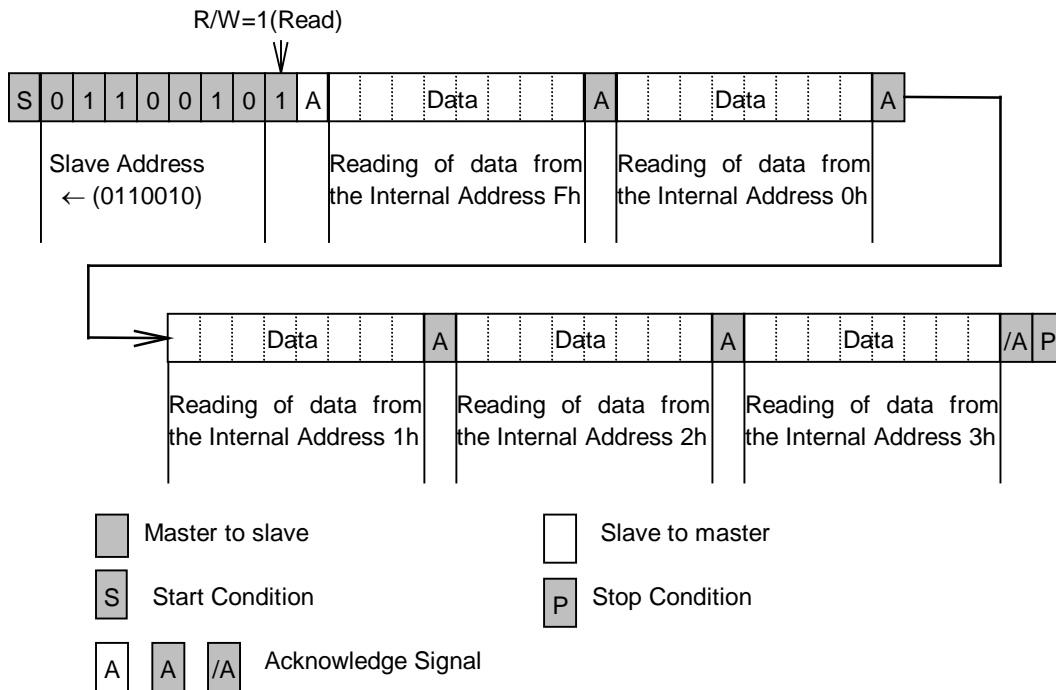 R/W=1(Read)
S 0 1 1 0 0 1 0 1 A Data A Data A
Slave Address
← (0110010)
Reading of data from
the Internal Address Fh
Reading of data from
the Internal Address 0h
Data A Data A Data /A P
Reading of data from
the Internal Address 1h
Reading of data from
the Internal Address 2h
Reading of data from
the Internal Address 3h
Master to slave
Slave to master
S Start Condition
P Stop Condition
A A /A Acknowledge Signal